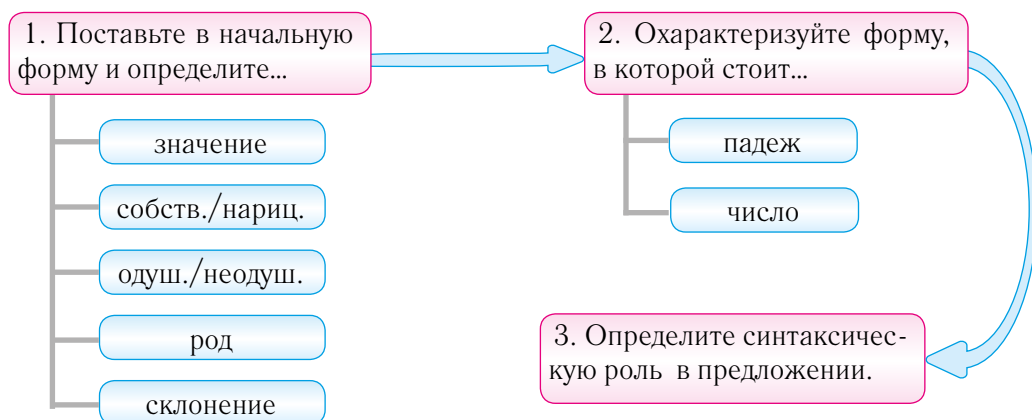 1. Поставьте в начальную
форму и определите...
значение
собств./нариц.
одуш./неодуш.
род
склонение
2. Охарактеризуйте форму,
в которой стоит...
падеж
число
3. Определите синтаксичес-
кую роль в предложении.